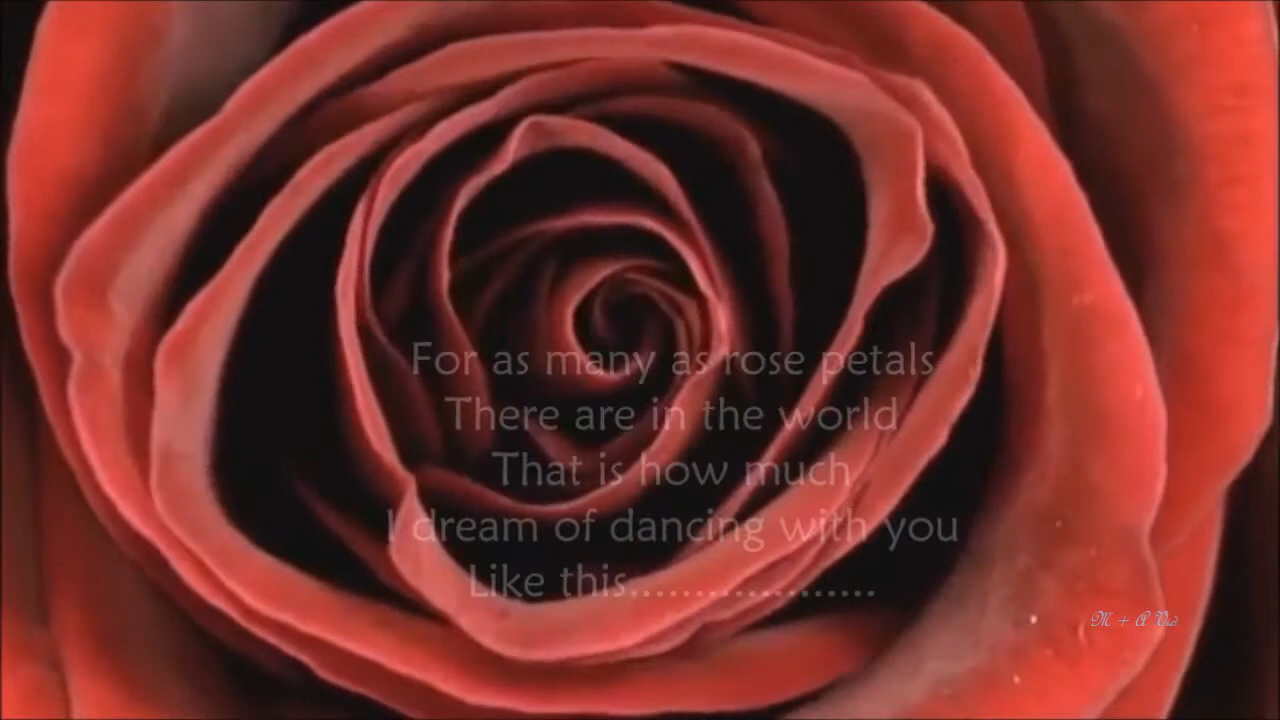 For as many as rose petals
There are in the world
That is how much
I dream of dancing with you
Like this...................
M + A Vid